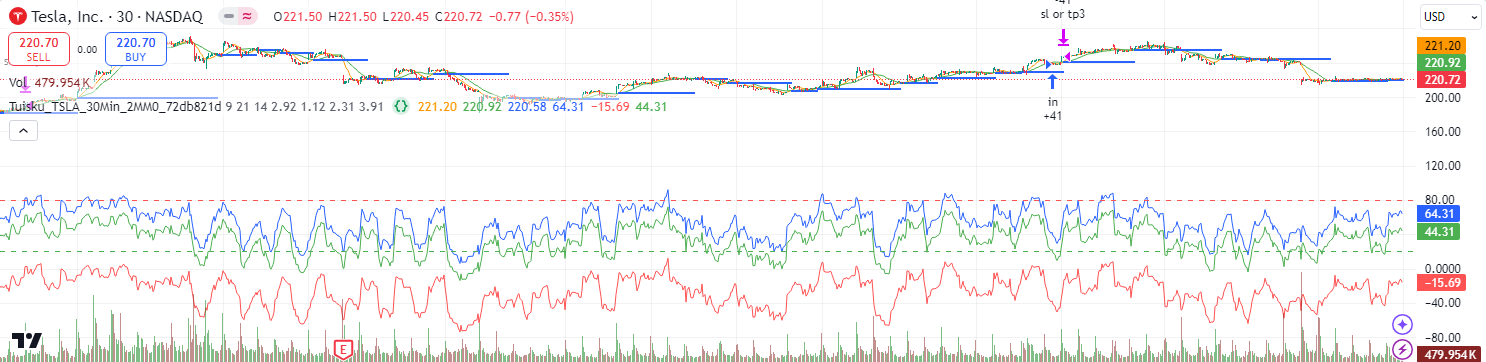 Tesla, Inc. · 30 · NASDAQ O221.50 H221.50 L220.45 C220.72 −0.77 (−0.35%)
220.70 SELL 0.00 220.70 BUY
Vol 479.954K
Tuisku_TSLA_30Min_2MM0_72db821d 9 21 14 2.92 1.12 2.31 3.91 221.20 220.92 220.58 64.31 −15.69 44.31
-41
sl or tp3
in
+41
E
USD
221.20
220.92
220.72
200.00
160.00
120.00
80.00
64.31
44.31
0.0000
−15.69
−40.00
−80.00
479.954K